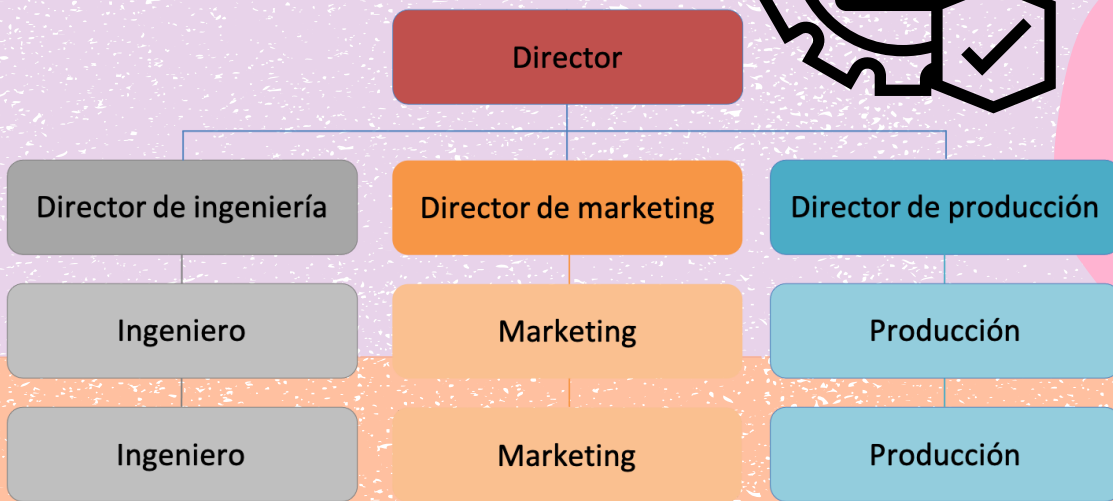 Director
Director de ingeniería
Director de marketing
Director de producción
Ingeniero
Marketing
Producción
Ingeniero
Marketing
Producción